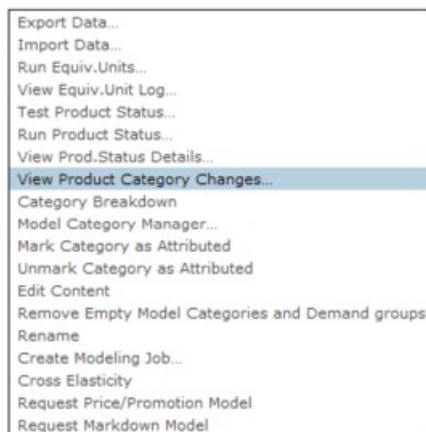 Export Data...
Import Data...
Run Equiv.Units...
View Equiv.Unit Log...
Test Product Status...
Run Product Status...
View Prod.Status Details...
View Product Category Changes...
Category Breakdown
Model Category Manager...
Mark Category as Attributed
Unmark Category as Attributed
Edit Content
Remove Empty Model Categories and Demand groups
Rename
Create Modeling Job...
Cross Elasticity
Request Price/Promotion Model
Request Markdown Model